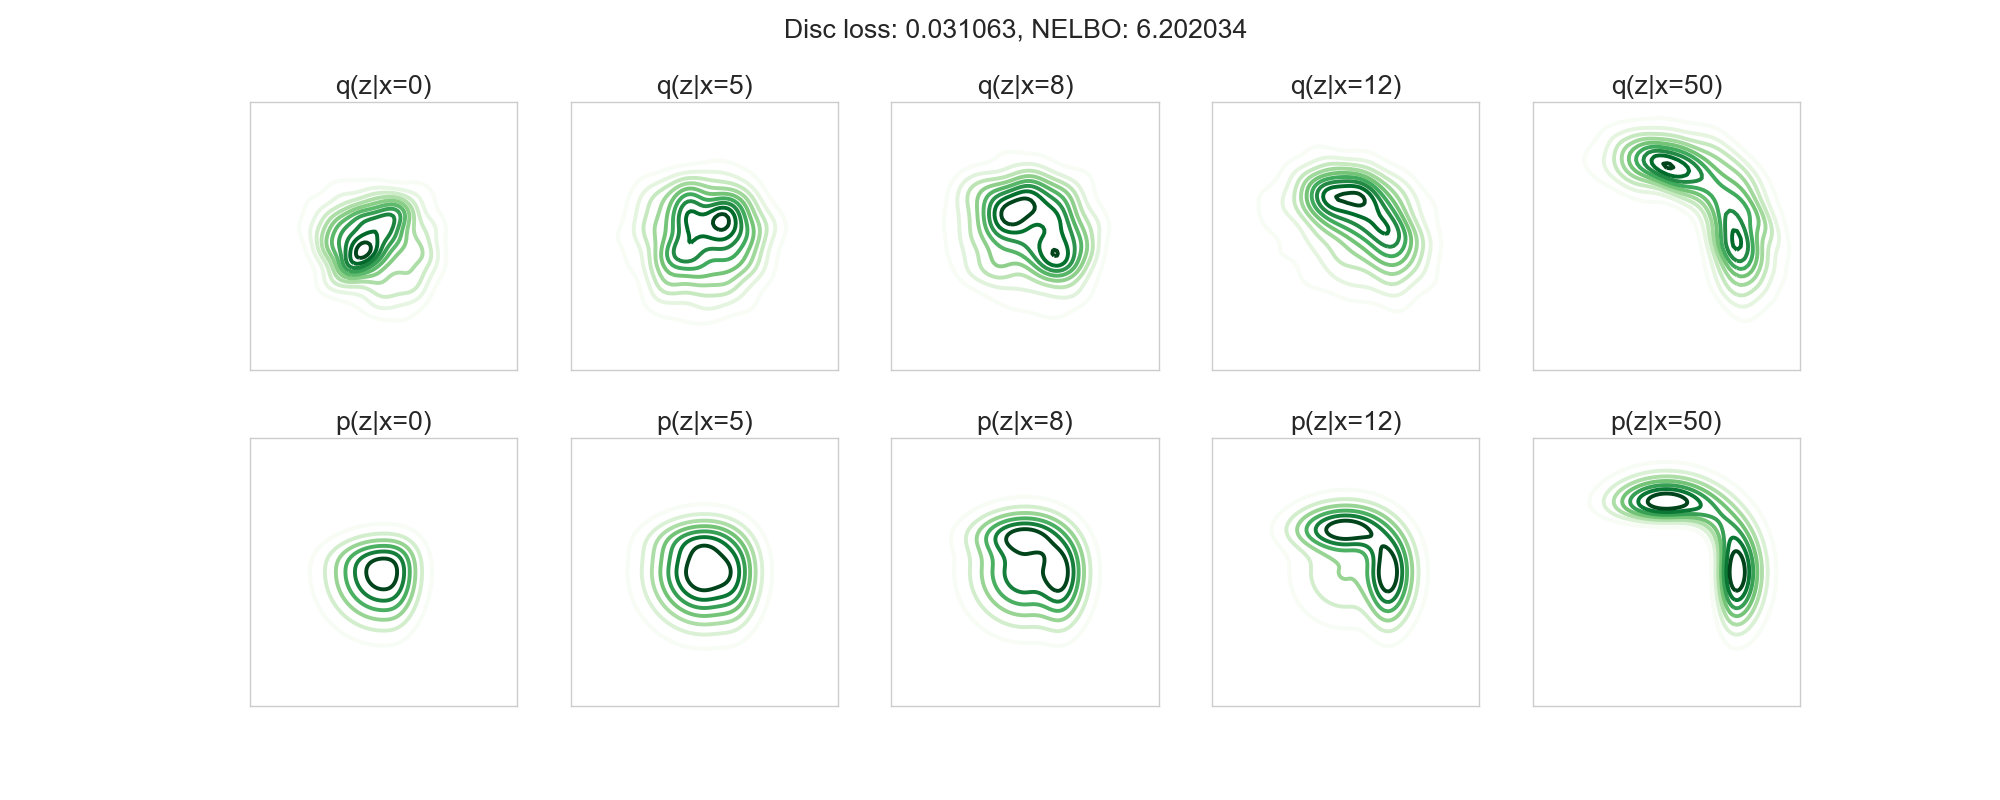 Disc loss: 0.031063, NELBO: 6.202034
q(z|x=0) q(z|x=5) q(z|x=8) q(z|x=12) q(z|x=50)
p(z|x=0) p(z|x=5) p(z|x=8) p(z|x=12) p(z|x=50)